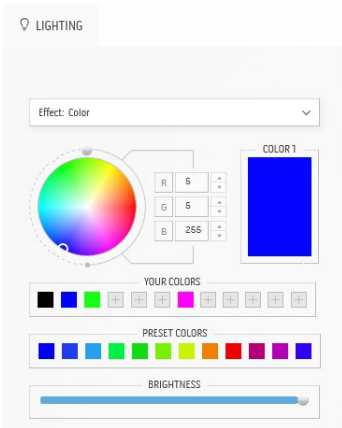 LIGHTING
Effect: Color
COLOR 1
R 5
G 5
B 255
YOUR COLORS
PRESET COLORS
BRIGHTNESS